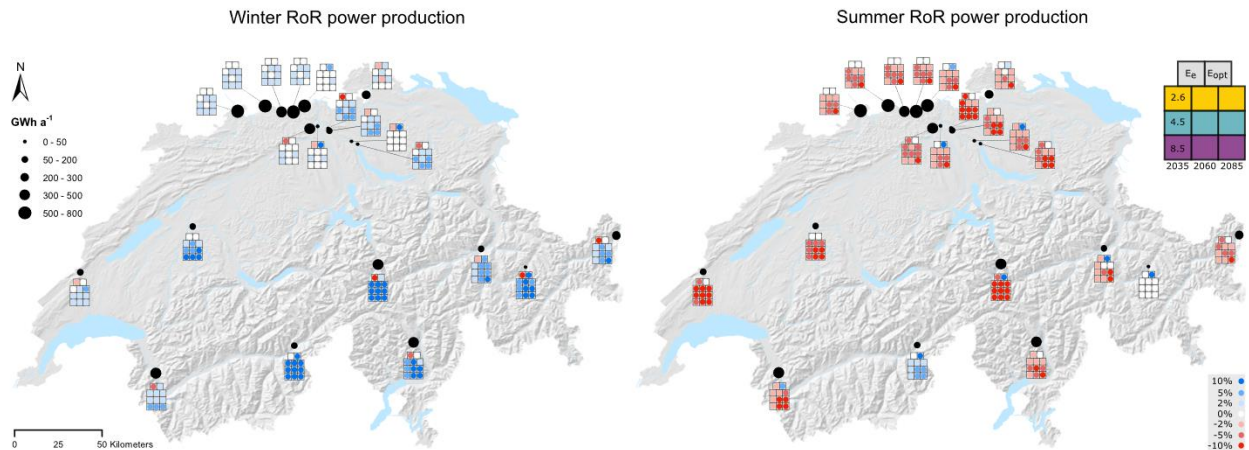 Winter RoR power production
Summer RoR power production
N
GWh a⁻¹
0 - 50
50 - 200
200 - 300
300 - 500
500 - 800
0 25 50 Kilometers
Ee Eopt
2.6
4.5
8.5
2035 2060 2085
10%
5%
2%
0%
-2%
-5%
-10%